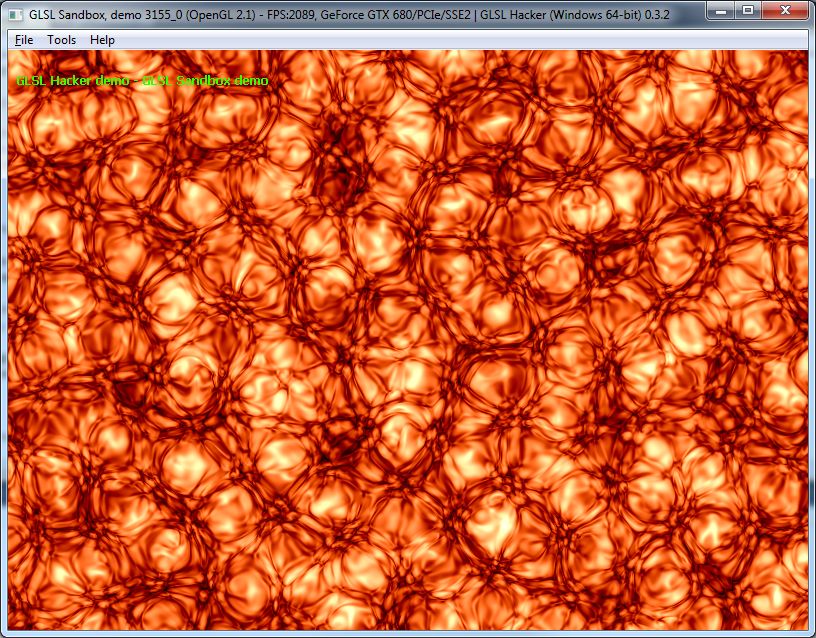 GLSL Sandbox, demo 3155_0 (OpenGL 2.1) - FPS:2089, GeForce GTX 680/PCIe/SSE2 | GLSL Hacker (Windows 64-bit) 0.3.2
File Tools Help
GLSL Hacker demo - GLSL Sandbox demo